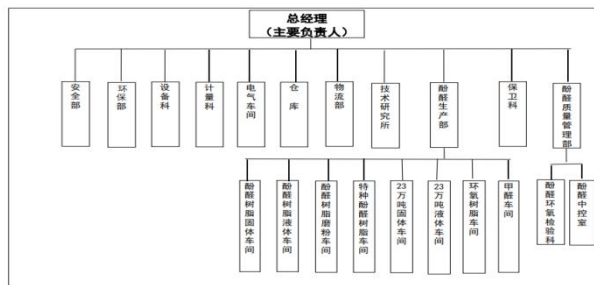 总经理
（主要负责人）
安全部
环保部
设备科
计量科
电气车间
仓库
物流部
技术研究所
酚醛生产部
保卫科
酚醛质量管理部
酚醛树脂固体车间
酚醛树脂液体车间
酚醛树脂磨粉车间
特种酚醛树脂车间
23万吨固体车间
23万吨液体车间
环氧树脂车间
甲醛车间
酚醛环氧检验科
酚醛中控室